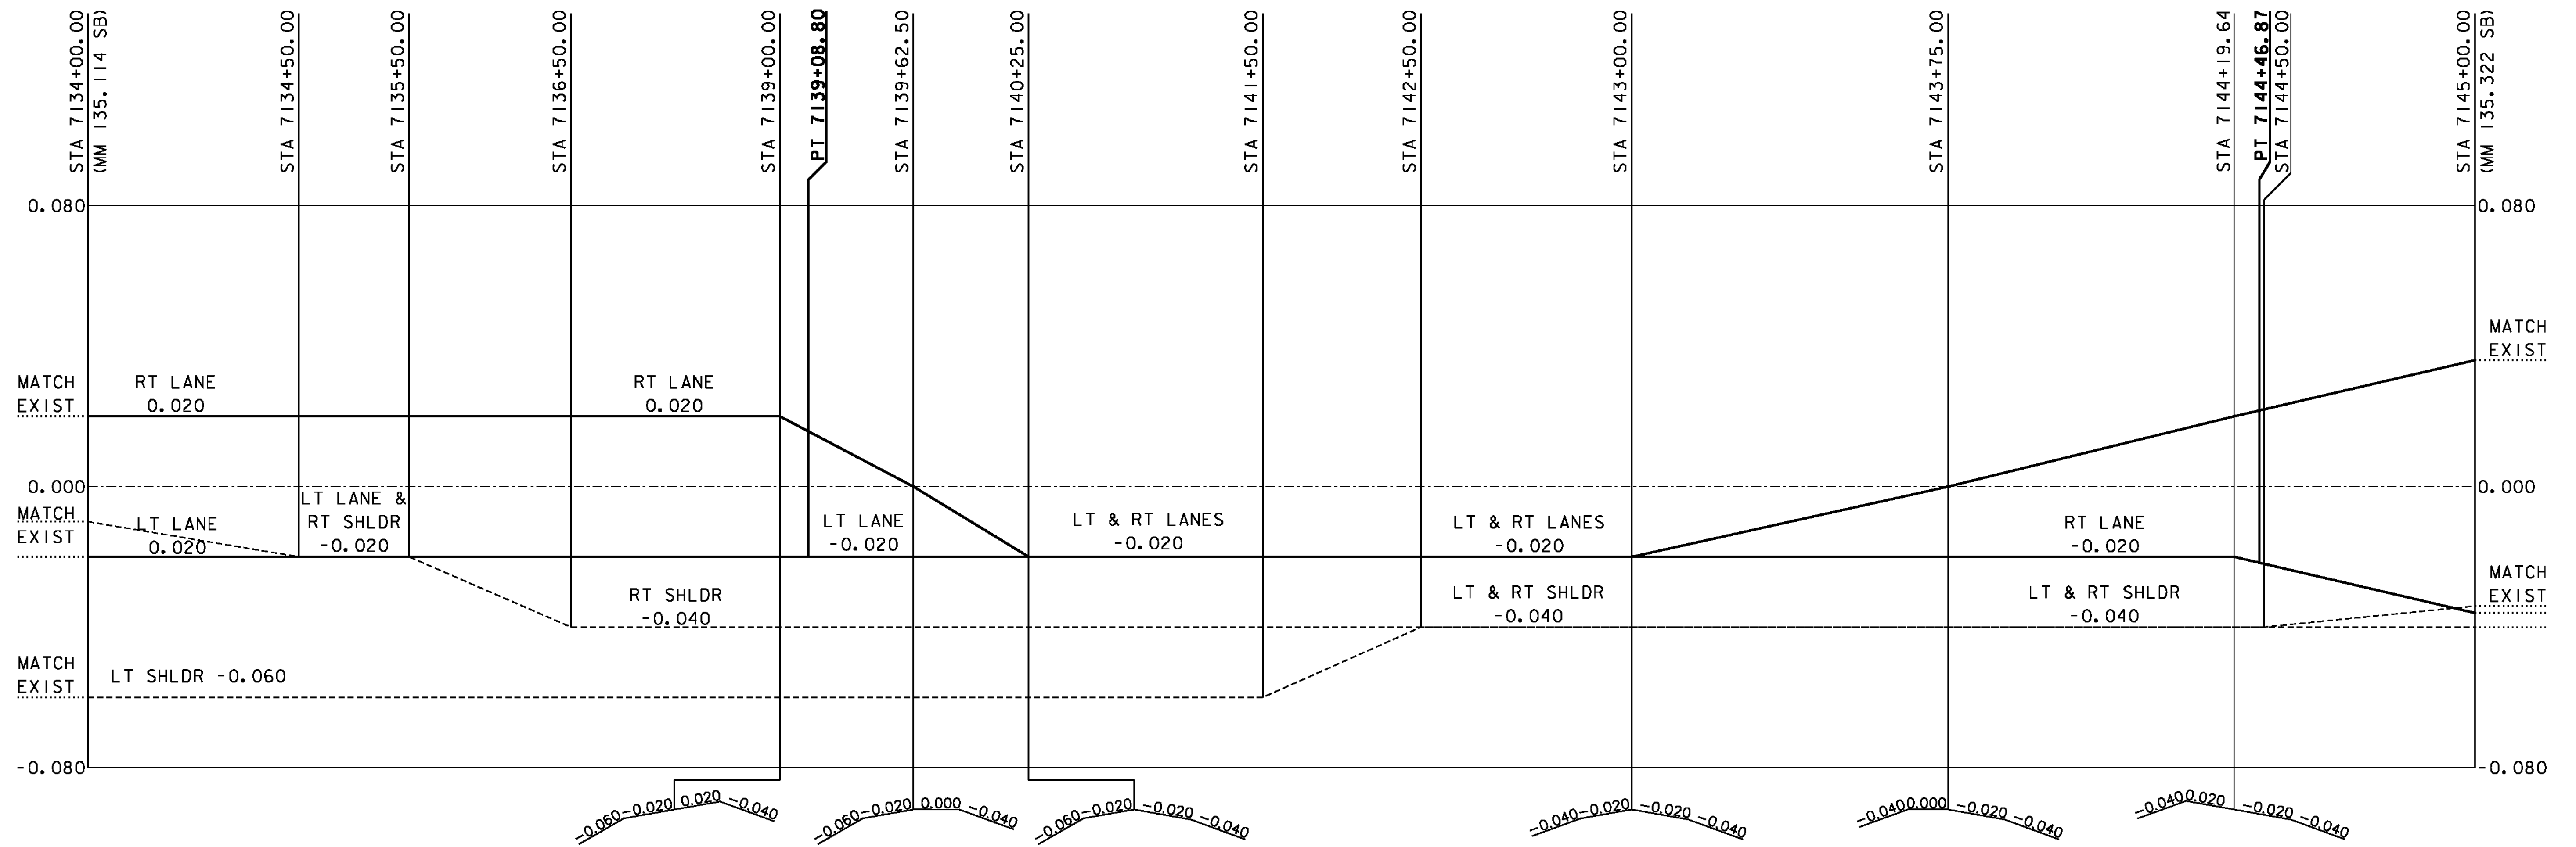 STA 7134+00.00
(MM 135.114 SB)
STA 7134+50.00
STA 7135+50.00
STA 7136+50.00
STA 7139+00.00
PT 7139+08.80
STA 7139+62.50
STA 7140+25.00
STA 7141+50.00
STA 7142+50.00
STA 7143+00.00
STA 7143+75.00
STA 7144+19.64
PT 7144+46.87
STA 7144+50.00
STA 7145+00.00
(MM 135.322 SB)
0.080
0.080
MATCH
EXIST
MATCH
EXIST
RT LANE
0.020
RT LANE
0.020
0.000
0.000
MATCH
EXIST
LT LANE
0.020
LT LANE &
RT SHLDR
-0.020
LT LANE
-0.020
LT & RT LANES
-0.020
LT & RT LANES
-0.020
RT LANE
-0.020
RT SHLDR
-0.040
LT & RT SHLDR
-0.040
LT & RT SHLDR
-0.040
MATCH
EXIST
MATCH
EXIST
LT SHLDR -0.060
-0.080
-0.080
-0.060 -0.020 0.020 -0.040
-0.060 -0.020 0.000 -0.040
-0.060 -0.020 -0.020 -0.040
-0.040 -0.020 -0.020 -0.040
-0.040 0.000 -0.020 -0.040
-0.040 0.020 -0.020 -0.040